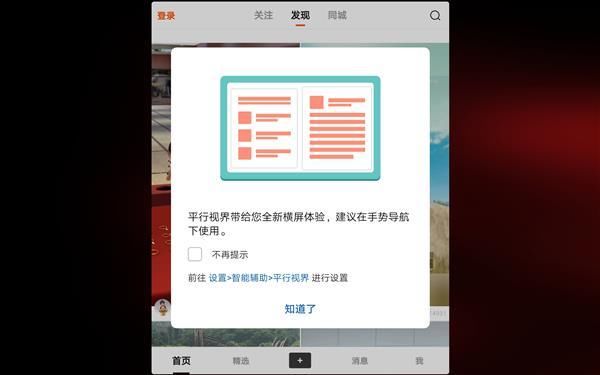 登录 关注 发现 同城
平行视界带给您全新横屏体验，建议在手势导航
下使用。
不再提示
前往 设置>智能辅助>平行视界 进行设置
知道了
首页 精选 + 消息 我